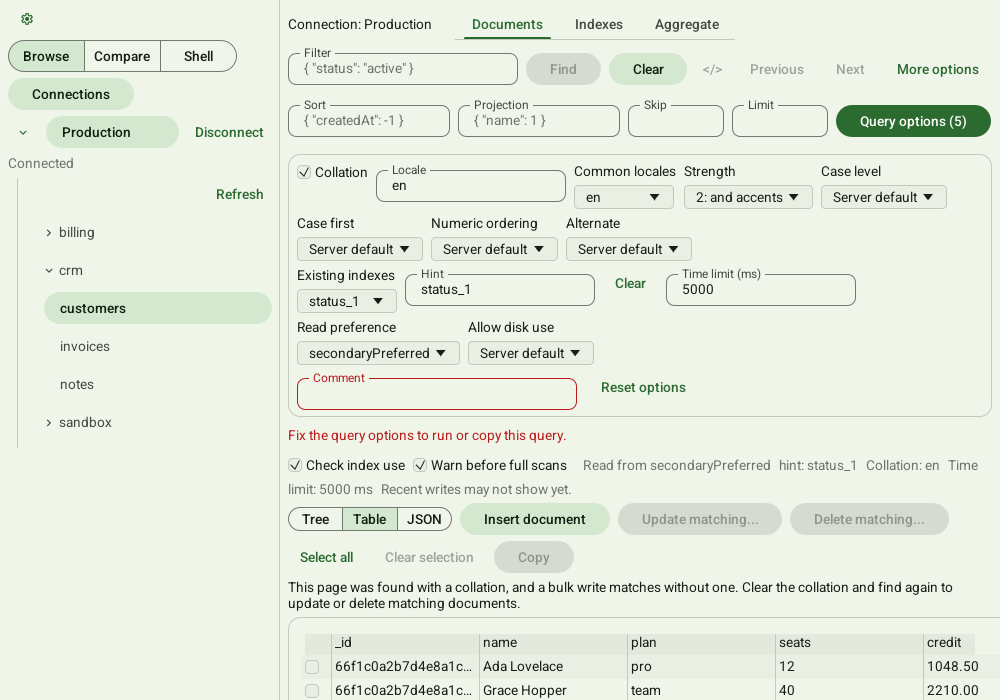 Connection: Production
Documents
Indexes
Aggregate
Browse
Compare
Shell
Connections
Production
Disconnect
Connected
Refresh
billing
crm
customers
invoices
notes
sandbox
Filter
{ "status": "active" }
Find
Clear
</>
Previous
Next
More options
Sort
{ "createdAt": -1 }
Projection
{ "name": 1 }
Skip
Limit
Query options (5)
Collation
Locale
en
Common locales
en
Strength
2: and accents
Case level
Server default
Case first
Server default
Numeric ordering
Server default
Alternate
Server default
Existing indexes
status_1
Hint
status_1
Clear
Time limit (ms)
5000
Read preference
secondaryPreferred
Allow disk use
Server default
Comment
Reset options
Fix the query options to run or copy this query.
Check index use
Warn before full scans
Read from secondaryPreferred hint: status_1 Collation: en Time
limit: 5000 ms Recent writes may not show yet.
Tree
Table
JSON
Insert document
Update matching...
Delete matching...
Select all
Clear selection
Copy
This page was found with a collation, and a bulk write matches without one. Clear the collation and find again to
update or delete matching documents.
_id name plan seats credit
66f1c0a2b7d4e8a1c... Ada Lovelace pro 12 1048.50
66f1c0a2b7d4e8a1c... Grace Hopper team 40 2210.00